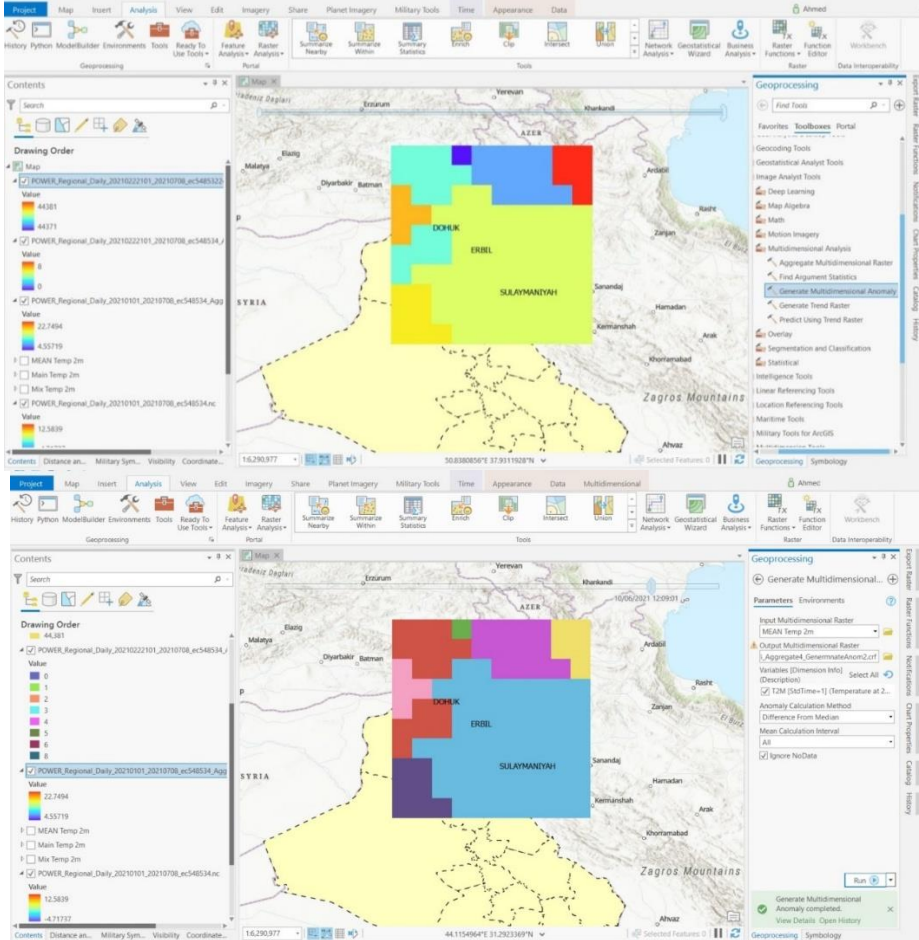 Project Map Insert Analysis View Edit Imagery Share Planet Imagery Military Tools Time Appearance Data Ahmed
History Python ModelBuilder Environments Tools Ready To Use Tools Feature Analysis Raster Analysis Summarize Nearby Summarize Within Summary Statistics Enrich Clip Intersect Union Network Analysis Geostatistical Wizard Business Analysis Raster Functions Function Editor Workbench
Geoprocessing Portal Tools Raster Data Interoperability
Contents
Search
Drawing Order
Map
POWER_Regional_Daily_20210222101_20210708_ec5485322
Value
44381
44371
POWER_Regional_Daily_20210222101_20210708_ec548534_A
Value
8
0
POWER_Regional_Daily_20210101_20210708_ec548534_Agg
Value
22.7494
4.55719
MEAN Temp 2m
Main Temp 2m
Mix Temp 2m
POWER_Regional_Daily_20210101_20210708_ec548534.nc
Value
12.5839
Contents Distance an... Military Sym... Visibility Coordinate...
Map
Karadeniz Daglari
Erzurum
Yerevan
Khankandi
AZER
Elazig
Malatya
Diyarbakir Batman
Ardabil
Rasht
Zanjan
DOHUK
ERBIL
SULAYMANIYAH
SYRIA
Sanandaj
Hamadan
Kermanshah
Arak
Khorramabad
Zagros Mountains
Ahvaz
1:6,290,977
50.8380856°E 37.9311928°N
Selected Features: 0
Geoprocessing
Find Tools
Favorites Toolboxes Portal
Geocoding Tools
Geostatistical Analyst Tools
Image Analyst Tools
Deep Learning
Map Algebra
Math
Motion Imagery
Multidimensional Analysis
Aggregate Multidimensional Raster
Find Argument Statistics
Generate Multidimensional Anomaly
Generate Trend Raster
Predict Using Trend Raster
Overlay
Segmentation and Classification
Statistical
Intelligence Tools
Linear Referencing Tools
Location Referencing Tools
Maritime Tools
Military Tools for ArcGIS
Geoprocessing Symbology
Export Raster Raster Functions Notifications Chart Properties Catalog History
Project Map Insert Analysis View Edit Imagery Share Planet Imagery Military Tools Time Appearance Data Multidimensional Ahmec
History Python ModelBuilder Environments Tools Ready To Use Tools Feature Analysis Raster Analysis Summarize Nearby Summarize Within Summary Statistics Enrich Clip Intersect Union Network Analysis Geostatistical Wizard Business Analysis Raster Functions Function Editor Workbench
Geoprocessing Portal Tools Raster Data Interoperability
Contents
Search
Drawing Order
44,381
POWER_Regional_Daily_20210222101_20210708_ec548534_A
Value
0
1
2
3
4
5
6
8
POWER_Regional_Daily_20210101_20210708_ec548534_Agg
Value
22.7494
4.55719
MEAN Temp 2m
Main Temp 2m
Mix Temp 2m
POWER_Regional_Daily_20210101_20210708_ec548534.nc
Value
12.5839
-4.71737
Contents Distance an... Military Sym... Visibility Coordinate...
Map
Erzurum
Yerevan
Khankandi
10/06/2021 12:09:01
AZER
Elazig
Malatya
Diyarbakir Batman
Ardabil
Rasht
Zanjan
DOHUK
ERBIL
SULAYMANIYAH
SYRIA
Sanandaj
Hamadan
Kermanshah
Arak
Khorramabad
Zagros Mountains
Ahvaz
1:6,290,977
44.1154964°E 31.2923369°N
Selected Features: 0
Geoprocessing
Generate Multidimensional...
Parameters Environments
Input Multidimensional Raster
MEAN Temp 2m
Output Multidimensional Raster
\_Aggregate4_GenermnateAnom2.crf
Variables [Dimension Info] (Description) Select All
T2M [StdTime=1] (Temperature at 2...
Anomaly Calculation Method
Difference From Median
Mean Calculation Interval
All
Ignore NoData
Run
Generate Multidimensional
Anomaly completed.
View Details Open History
Geoprocessing Symbology
Export Raster Raster Functions Notifications Chart Properties Catalog History